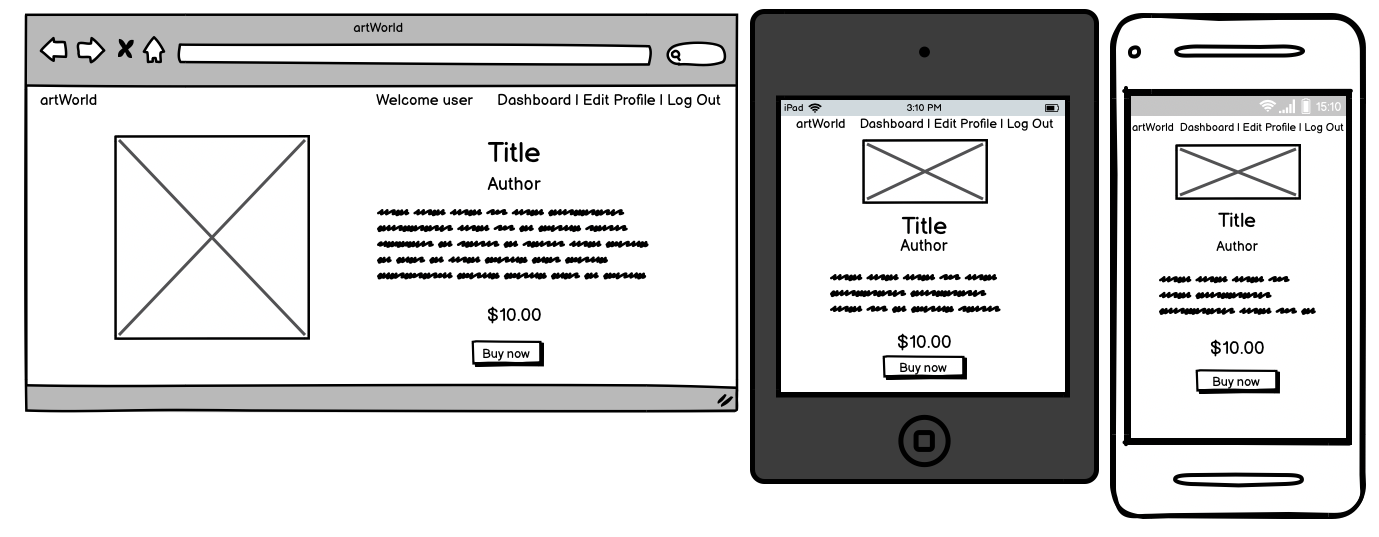 artWorld
artWorld
Welcome user
Dashboard | Edit Profile | Log Out
Title
Author
$10.00
Buy now
iPad
3:10 PM
artWorld
Dashboard | Edit Profile | Log Out
Title
Author
$10.00
Buy now
15:10
artWorld
Dashboard | Edit Profile | Log Out
Title
Author
$10.00
Buy now